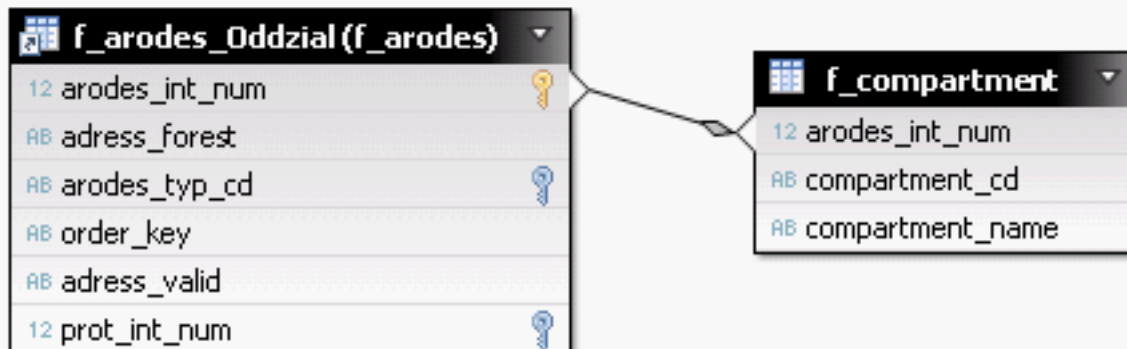 f_arodes_Oddzial (f_arodes)
12 arodes_int_num
AB adress_forest
AB arodes_typ_cd
AB order_key
AB adress_valid
12 prot_int_num
f_compartment
12 arodes_int_num
AB compartment_cd
AB compartment_name